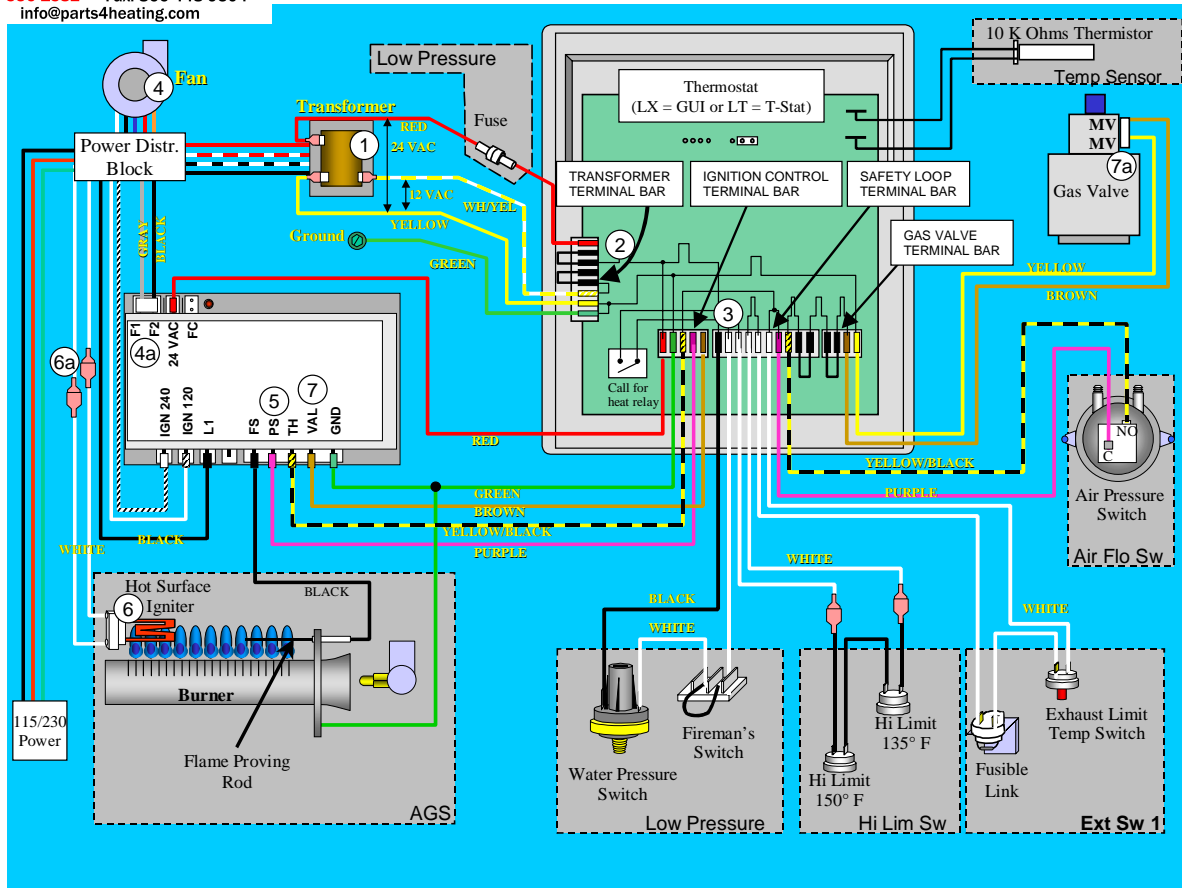 info@parts4heating.com
10 K Ohms Thermistor
Temp Sensor
Low Pressure
Fuse
4
Fan
Transformer
Power Distr.
Block
1
RED
24 VAC
12 VAC
WH/YEL
YELLOW
Ground
GREEN
GRAY
BLACK
Thermostat
(LX = GUI or LT = T-Stat)
TRANSFORMER
TERMINAL BAR
IGNITION CONTROL
TERMINAL BAR
SAFETY LOOP
TERMINAL BAR
GAS VALVE
TERMINAL BAR
2
3
Call for
heat relay
MV
MV
7a
Gas Valve
YELLOW
BROWN
6a
F1
F2
24 VAC
FC
4a
5
7
IGN 240
IGN 120
L1
FS
PS
TH
VAL
GND
RED
GREEN
BROWN
YELLOW/BLACK
PURPLE
YELLOW/BLACK
PURPLE
NO
C
Air Pressure
Switch
Air Flo Sw
WHITE
BLACK
Hot Surface
Igniter
6
BLACK
Burner
Flame Proving
Rod
AGS
115/230
Power
BLACK
WHITE
WHITE
WHITE
Water Pressure
Switch
Fireman's
Switch
Low Pressure
Hi Limit
135° F
Hi Limit
150° F
Hi Lim Sw
Exhaust Limit
Temp Switch
Fusible
Link
Ext Sw 1